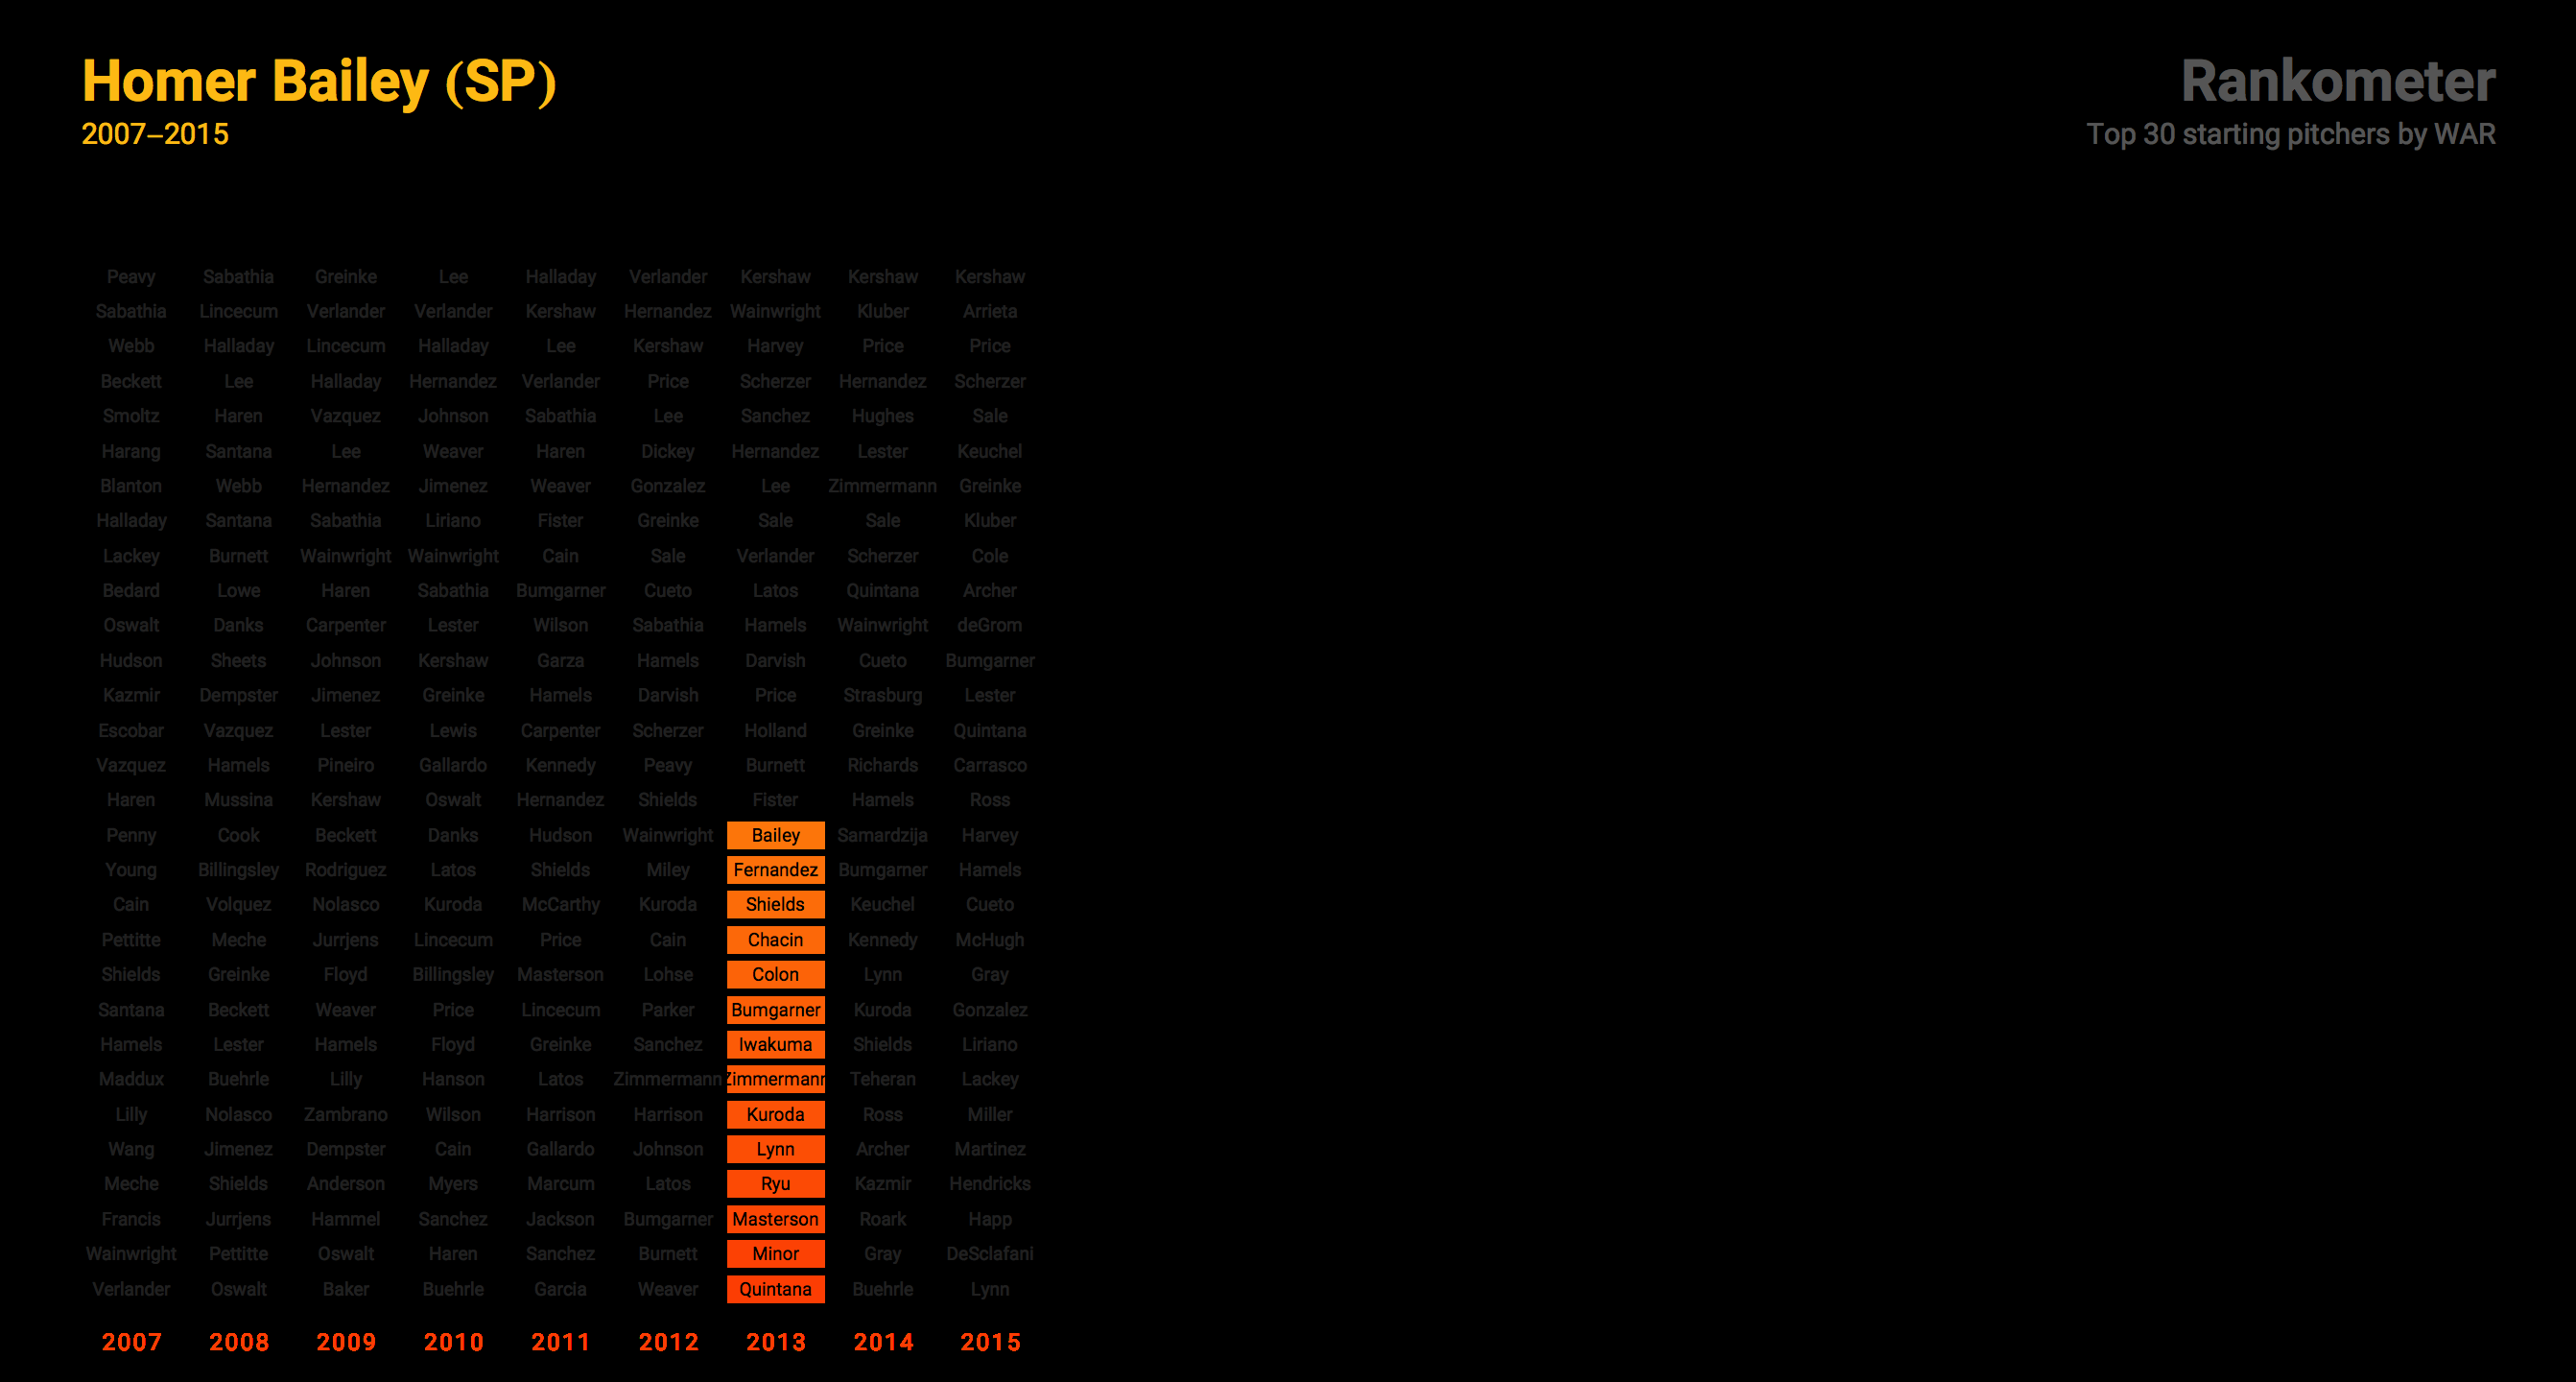 Homer Bailey (SP)
2007–2015
Rankometer
Top 30 starting pitchers by WAR
Peavy Sabathia Greinke Lee Halladay Verlander Kershaw Kershaw Kershaw
Sabathia Lincecum Verlander Verlander Kershaw Hernandez Wainwright Kluber Arrieta
Webb Halladay Lincecum Halladay Lee Kershaw Harvey Price Price
Beckett Lee Halladay Hernandez Verlander Price Scherzer Hernandez Scherzer
Smoltz Haren Vazquez Johnson Sabathia Lee Sanchez Hughes Sale
Harang Santana Lee Weaver Haren Dickey Hernandez Lester Keuchel
Blanton Webb Hernandez Jimenez Weaver Gonzalez Lee Zimmermann Greinke
Halladay Santana Sabathia Liriano Fister Greinke Sale Sale Kluber
Lackey Burnett Wainwright Wainwright Cain Sale Verlander Scherzer Cole
Bedard Lowe Haren Sabathia Bumgarner Cueto Latos Quintana Archer
Oswalt Danks Carpenter Lester Wilson Sabathia Hamels Wainwright deGrom
Hudson Sheets Johnson Kershaw Garza Hamels Darvish Cueto Bumgarner
Kazmir Dempster Jimenez Greinke Hamels Darvish Price Strasburg Lester
Escobar Vazquez Lester Lewis Carpenter Scherzer Holland Greinke Quintana
Vazquez Hamels Pineiro Gallardo Kennedy Peavy Burnett Richards Carrasco
Haren Mussina Kershaw Oswalt Hernandez Shields Fister Hamels Ross
Penny Cook Beckett Danks Hudson Wainwright Bailey Samardzija Harvey
Young Billingsley Rodriguez Latos Shields Miley Fernandez Bumgarner Hamels
Cain Volquez Nolasco Kuroda McCarthy Kuroda Shields Keuchel Cueto
Pettitte Meche Jurrjens Lincecum Price Cain Chacin Kennedy McHugh
Shields Greinke Floyd Billingsley Masterson Lohse Colon Lynn Gray
Santana Beckett Weaver Price Lincecum Parker Bumgarner Kuroda Gonzalez
Hamels Lester Hamels Floyd Greinke Sanchez Iwakuma Shields Liriano
Maddux Buehrle Lilly Hanson Latos Zimmermann Zimmermann Teheran Lackey
Lilly Nolasco Zambrano Wilson Harrison Harrison Kuroda Ross Miller
Wang Jimenez Dempster Cain Gallardo Johnson Lynn Archer Martinez
Meche Shields Anderson Myers Marcum Latos Ryu Kazmir Hendricks
Francis Jurrjens Hammel Sanchez Jackson Bumgarner Masterson Roark Happ
Wainwright Pettitte Oswalt Haren Sanchez Burnett Minor Gray DeSclafani
Verlander Oswalt Baker Buehrle Garcia Weaver Quintana Buehrle Lynn
2007 2008 2009 2010 2011 2012 2013 2014 2015